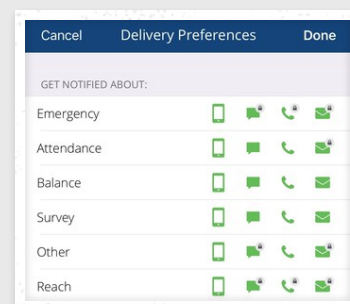 Cancel Delivery Preferences Done
GET NOTIFIED ABOUT:
Emergency
Attendance
Balance
Survey
Other
Reach